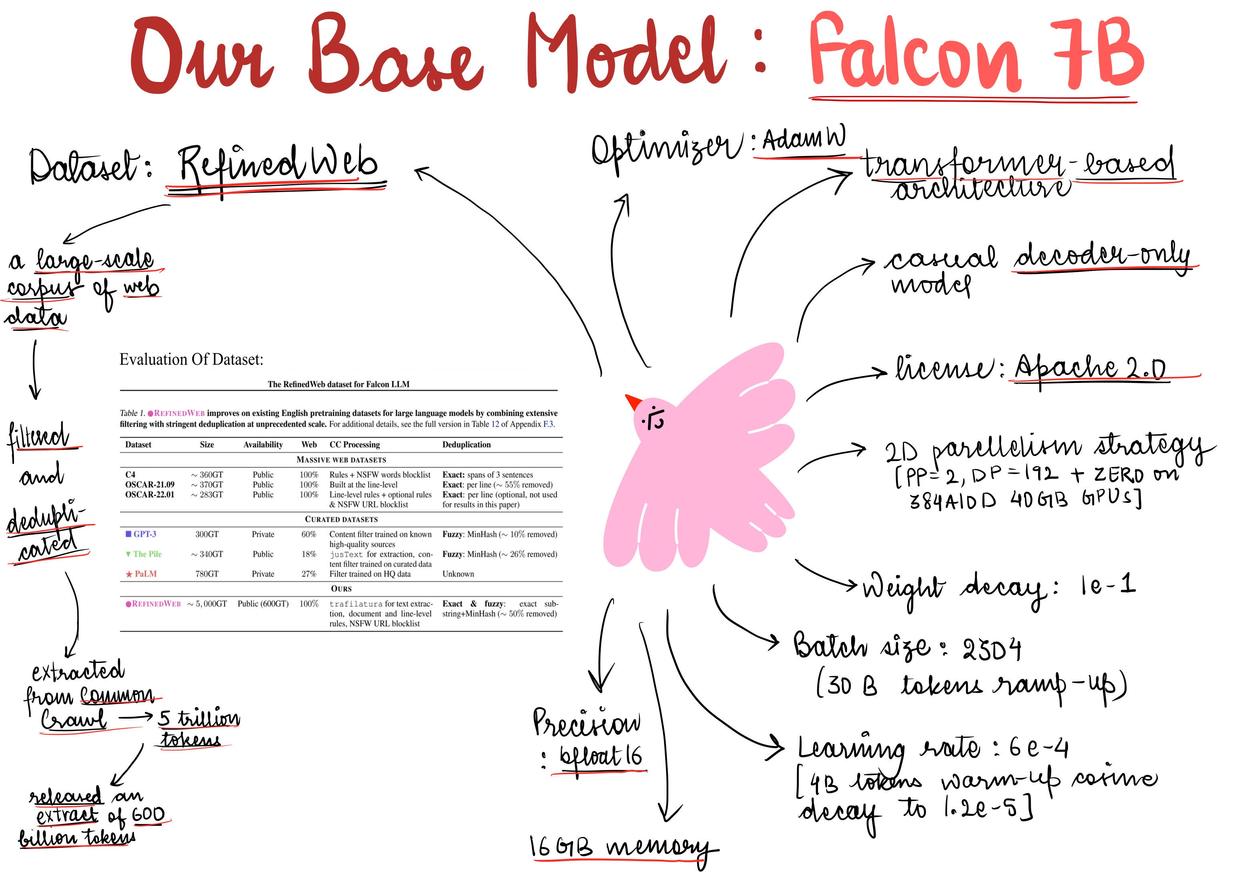 Our Base Model: Falcon 7B
Dataset: RefinedWeb
a large-scale
corpus of web
data
filtered
and
dedupli-
cated
extracted
from Common
Crawl → 5 trillion
tokens
released an
extract of 600
billion tokens
Evaluation Of Dataset:
The RefinedWeb dataset for Falcon LLM
Table 1. ●REFINEDWEB improves on existing English pretraining datasets for large language models by combining extensive
filtering with stringent deduplication at unprecedented scale. For additional details, see the full version in Table 12 of Appendix F.3.
Dataset Size Availability Web CC Processing Deduplication
MASSIVE WEB DATASETS
C4 ∼ 360GT Public 100% Rules + NSFW words blocklist Exact: spans of 3 sentences
OSCAR-21.09 ∼ 370GT Public 100% Built at the line-level Exact: per line (∼ 55% removed)
OSCAR-22.01 ∼ 283GT Public 100% Line-level rules + optional rules Exact: per line (optional, not used
& NSFW URL blocklist for results in this paper)
CURATED DATASETS
■ GPT-3 300GT Private 60% Content filter trained on known Fuzzy: MinHash (∼ 10% removed)
high-quality sources
▼ The Pile ∼ 340GT Public 18% jusText for extraction, con- Fuzzy: MinHash (∼ 26% removed)
tent filter trained on curated data
★ PaLM 780GT Private 27% Filter trained on HQ data Unknown
OURS
●REFINEDWEB ∼ 5,000GT Public (600GT) 100% trafilatura for text extrac- Exact & fuzzy: exact sub-
tion, document and line-level string+MinHash (∼ 50% removed)
rules, NSFW URL blocklist
Optimizer: AdamW
transformer-based
architecture
casual decoder-only
model
license: Apache 2.0
2D parellelism strategy
[PP=2, DP=192 + ZERO on
384A100 40GB GPUs]
Weight decay: 1e-1
Batch size: 2304
(30 B tokens ramp-up)
Learning rate: 6e-4
[4B tokens warm-up cosine
decay to 1.2e-5]
Precision
: bfloat16
16GB memory